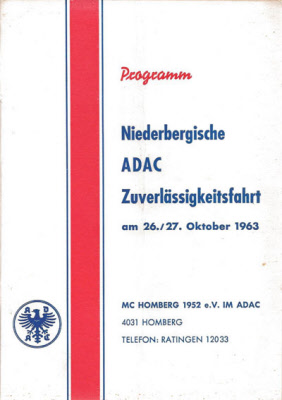 Programm
Niederbergische
ADAC
Zuverlässigkeitsfahrt
am 26./27. Oktober 1963
MC HOMBERG 1952 e.V. IM ADAC
4031 HOMBERG
TELEFON: RATINGEN 12033
A D
A C